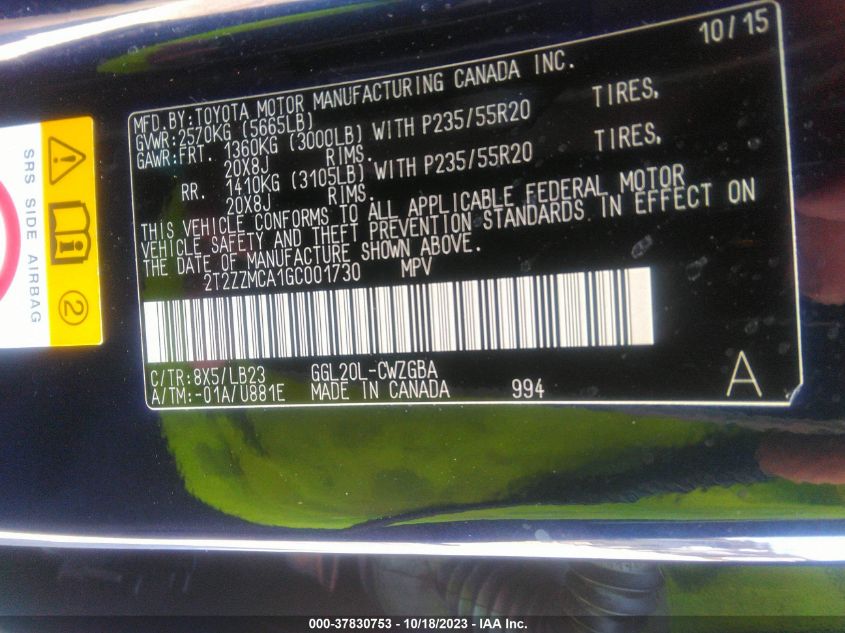 10/15
MFD.BY:TOYOTA MOTOR MANUFACTURING CANADA INC.
GVWR:2570KG (5665LB)
GAWR:FRT. 1360KG (3000LB) WITH P235/55R20 TIRES,
20X8J RIMS.
RR. 1410KG (3105LB) WITH P235/55R20 TIRES,
20X8J RIMS.
THIS VEHICLE CONFORMS TO ALL APPLICABLE FEDERAL MOTOR
VEHICLE SAFETY AND THEFT PREVENTION STANDARDS IN EFFECT ON
THE DATE OF MANUFACTURE SHOWN ABOVE.
2T2ZZMCA1GC001730 MPV
C/TR:8X5/LB23 GGL20L-CWZGBA
A/TM:-01A/U881E MADE IN CANADA 994
A
SRS SIDE AIRBAG
2
000-37830753 - 10/18/2023 - IAA Inc.